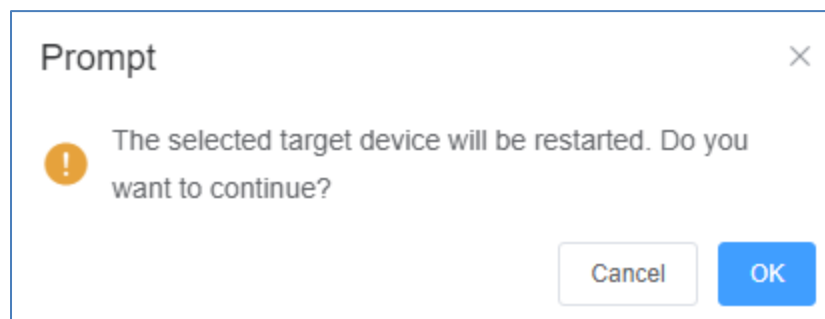 Prompt
The selected target device will be restarted. Do you
want to continue?
Cancel OK